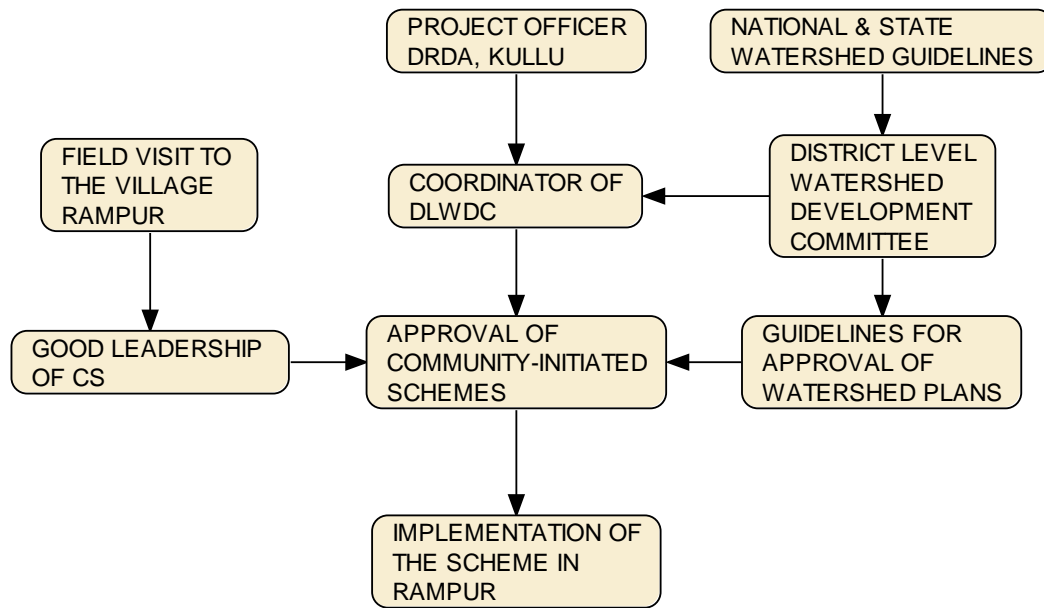 PROJECT OFFICER
DRDA, KULLU
NATIONAL & STATE
WATERSHED GUIDELINES
FIELD VISIT TO
THE VILLAGE
RAMPUR
COORDINATOR OF
DLWDC
DISTRICT LEVEL
WATERSHED
DEVELOPMENT
COMMITTEE
GOOD LEADERSHIP
OF CS
APPROVAL OF
COMMUNITY-INITIATED
SCHEMES
GUIDELINES FOR
APPROVAL OF
WATERSHED PLANS
IMPLEMENTATION OF
THE SCHEME IN
RAMPUR